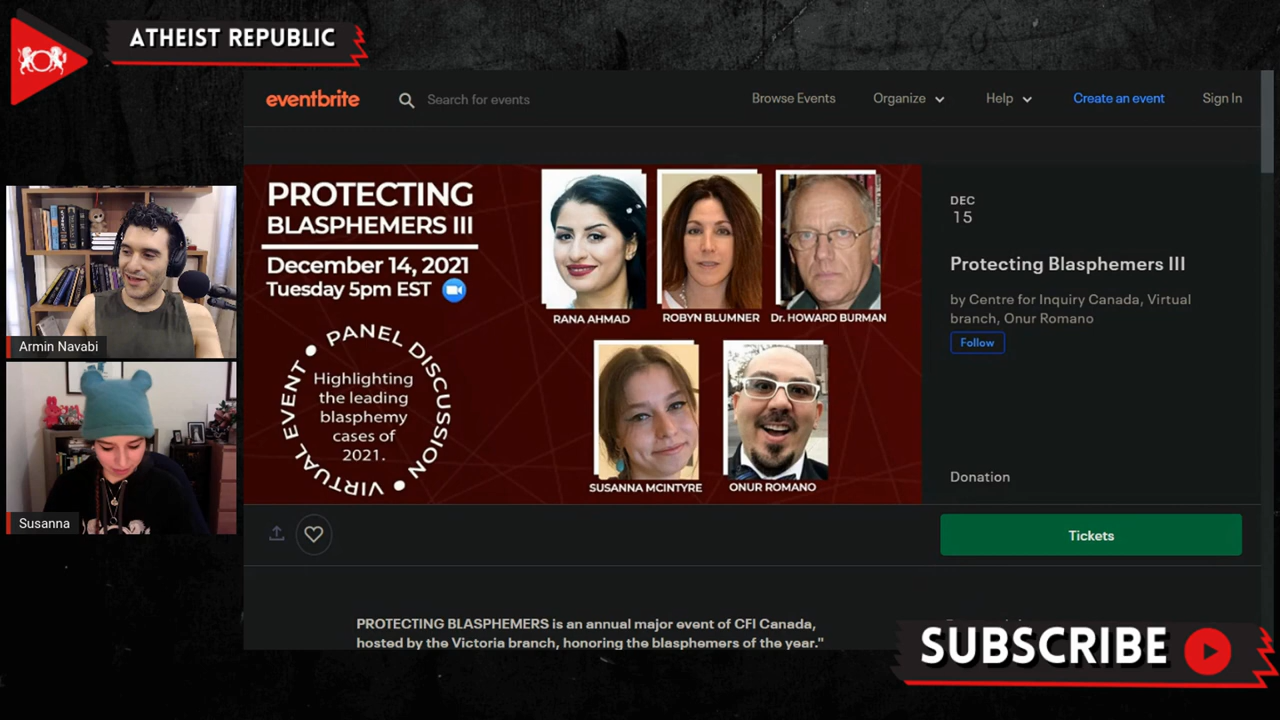 ATHEIST REPUBLIC
eventbrite
Search for events
Browse Events
Organize
Help
Create an event
Sign In
PROTECTING
BLASPHEMERS III
December 14, 2021
Tuesday 5pm EST
VIRTUAL EVENT • PANEL DISCUSSION •
Highlighting
the leading
blasphemy
cases of
2021.
RANA AHMAD
ROBYN BLUMNER
Dr. HOWARD BURMAN
SUSANNA MCINTYRE
ONUR ROMANO
DEC
15
Protecting Blasphemers III
by Centre for Inquiry Canada, Virtual
branch, Onur Romano
Follow
Donation
Tickets
Armin Navabi
Susanna
PROTECTING BLASPHEMERS is an annual major event of CFI Canada,
hosted by the Victoria branch, honoring the blasphemers of the year."
SUBSCRIBE